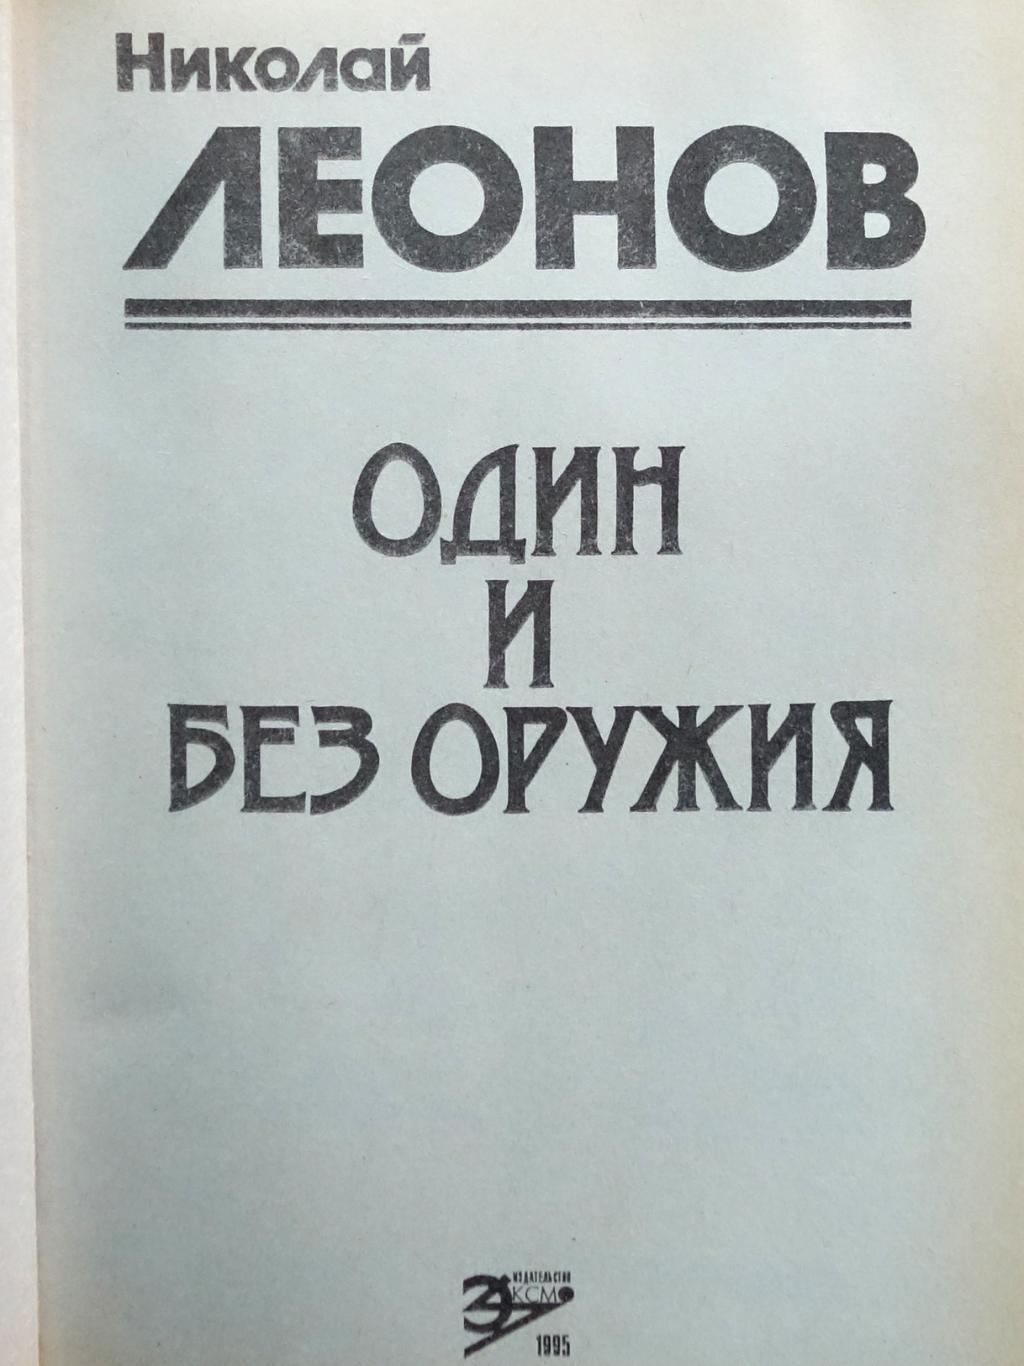 Николай
ЛЕОНОВ
ОДИН
И
БЕЗ ОРУЖИЯ
ИЗДАТЕЛЬСТВО
ЭКСМО
1995